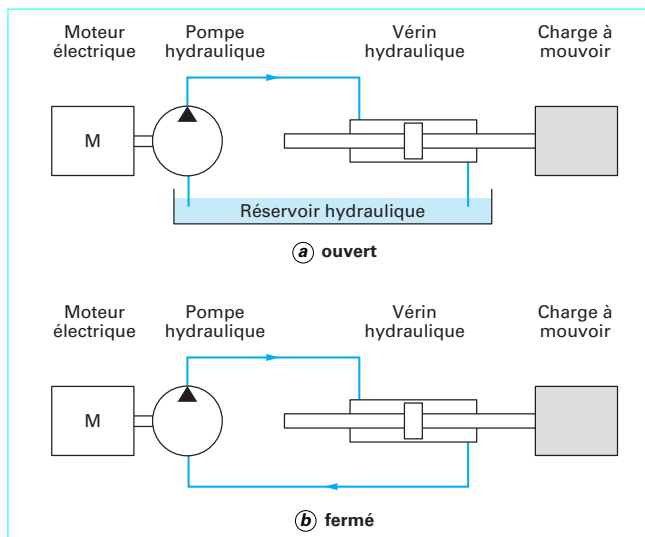 Moteur
électrique
Pompe
hydraulique
Vérin
hydraulique
Charge à
mouvoir
M
Réservoir hydraulique
a ouvert
Moteur
électrique
Pompe
hydraulique
Vérin
hydraulique
Charge à
mouvoir
M
b fermé